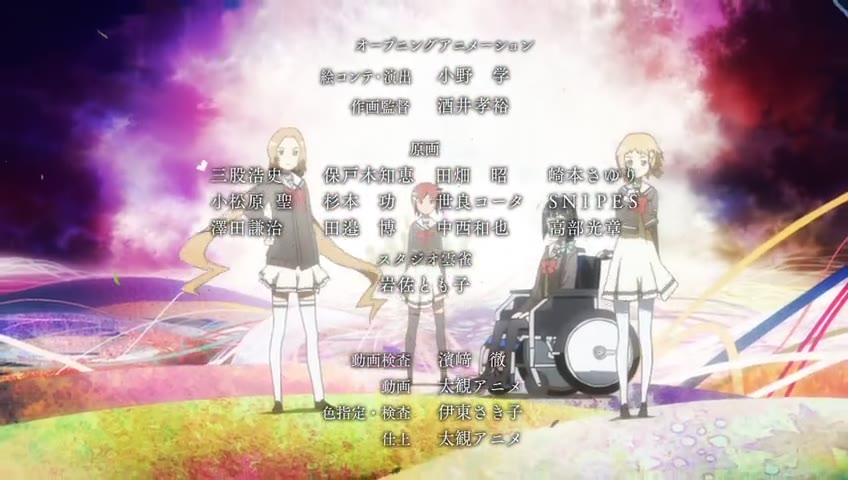 オープニングアニメーション
絵コンテ・演出 小野 学
作画監督 酒井孝裕
原画
三股浩史 保戸木知恵 田畑 昭 崎本さゆり
小松原 聖 杉本 功 世良コータ SNIPES
澤田謙治 田邉 博 中西和也 高部光章
スタジオ雲雀
岩佐とも子
動画検査 濱﨑 徹
動画 太観アニメ
色指定・検査 伊東さき子
仕上 太観アニメ